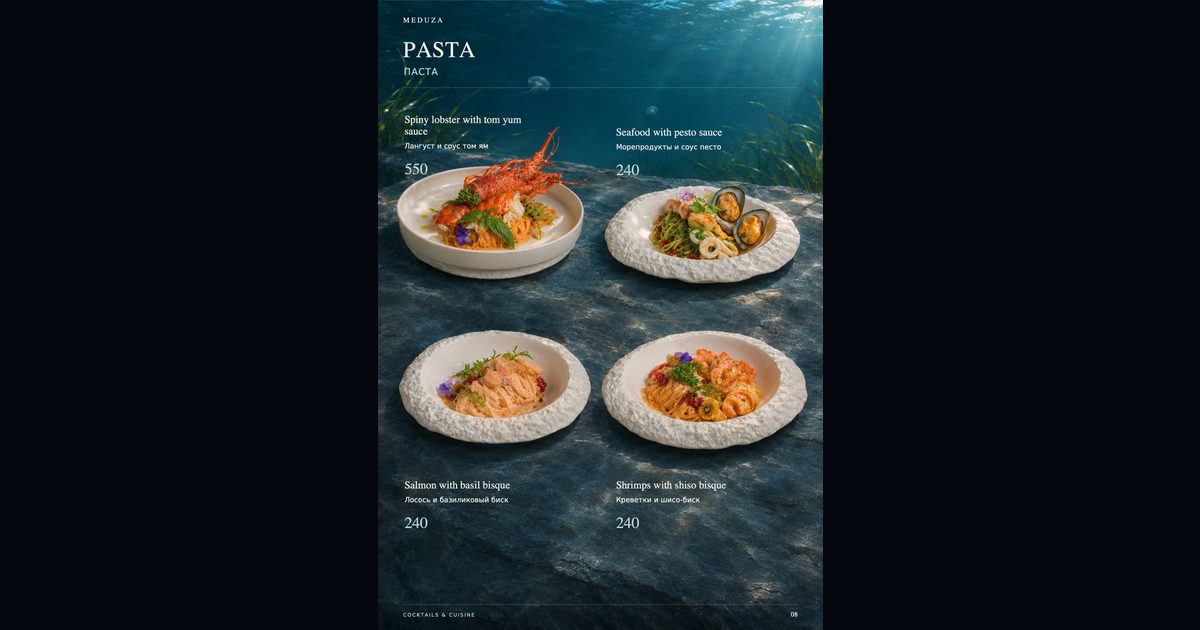 MEDUZA
PASTA
ПАСТА
Spiny lobster with tom yum
sauce
Лангуст и соус том ям
550
Seafood with pesto sauce
Морепродукты и соус песто
240
Salmon with basil bisque
Лосось и базиликовый биск
240
Shrimps with shiso bisque
Креветки и шисо-биск
240
COCKTAILS & CUISINE
08